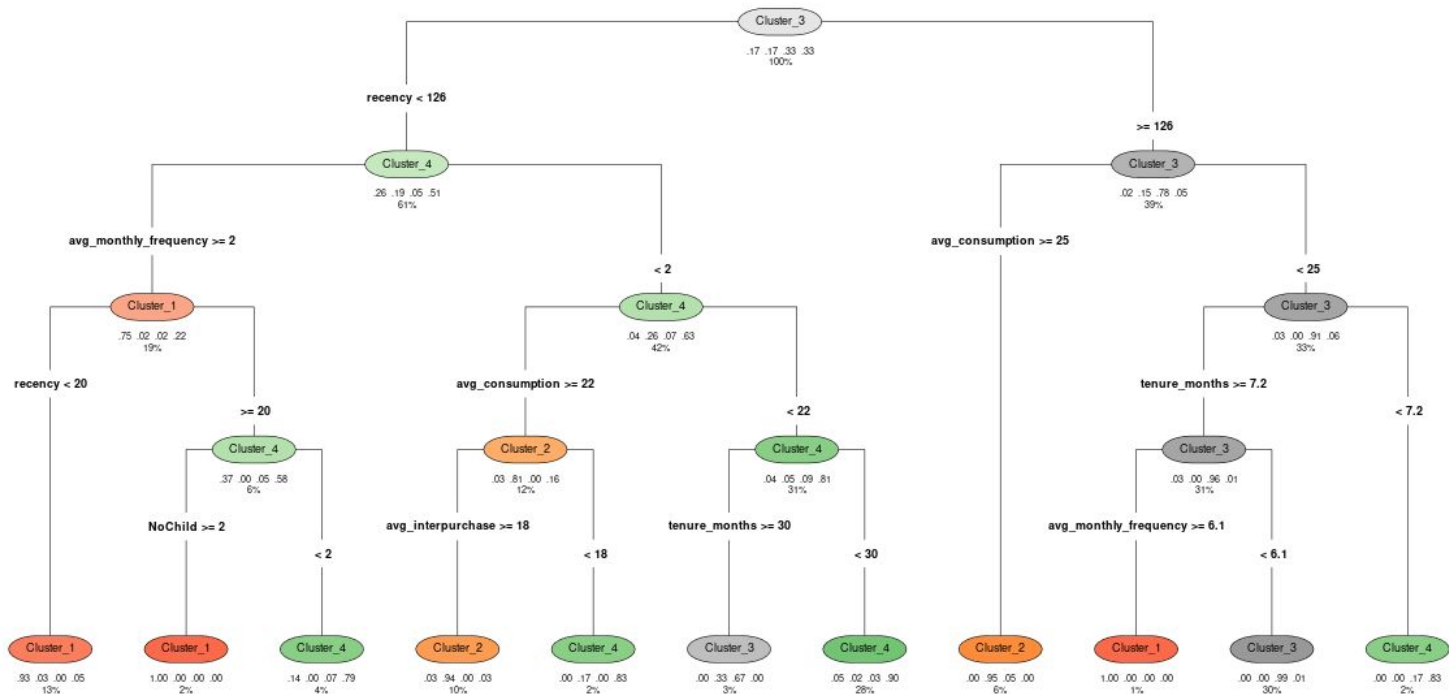 Cluster_3
.17 .17 .33 .33
100%
recency < 126
>= 126
Cluster_4
.26 .19 .05 .51
61%
Cluster_3
.02 .15 .78 .05
39%
avg_monthly_frequency >= 2
< 2
avg_consumption >= 25
< 25
Cluster_1
.75 .02 .02 .22
19%
Cluster_4
.04 .26 .07 .63
42%
Cluster_3
.03 .00 .91 .06
33%
recency < 20
>= 20
avg_consumption >= 22
< 22
tenure_months >= 7.2
< 7.2
Cluster_4
.37 .00 .05 .58
6%
Cluster_2
.03 .81 .00 .16
12%
Cluster_4
.04 .05 .09 .81
31%
Cluster_3
.03 .00 .96 .01
31%
NoChild >= 2
< 2
avg_interpurchase >= 18
< 18
tenure_months >= 30
< 30
avg_monthly_frequency >= 6.1
< 6.1
Cluster_1
.93 .03 .00 .05
13%
Cluster_1
1.00 .00 .00 .00
2%
Cluster_4
.14 .00 .07 .79
4%
Cluster_2
.03 .94 .00 .03
10%
Cluster_4
.00 .17 .00 .83
2%
Cluster_3
.00 .33 .67 .00
3%
Cluster_4
.05 .02 .03 .90
28%
Cluster_2
.00 .95 .05 .00
6%
Cluster_1
1.00 .00 .00 .00
1%
Cluster_3
.00 .00 .99 .01
30%
Cluster_4
.00 .00 .17 .83
2%